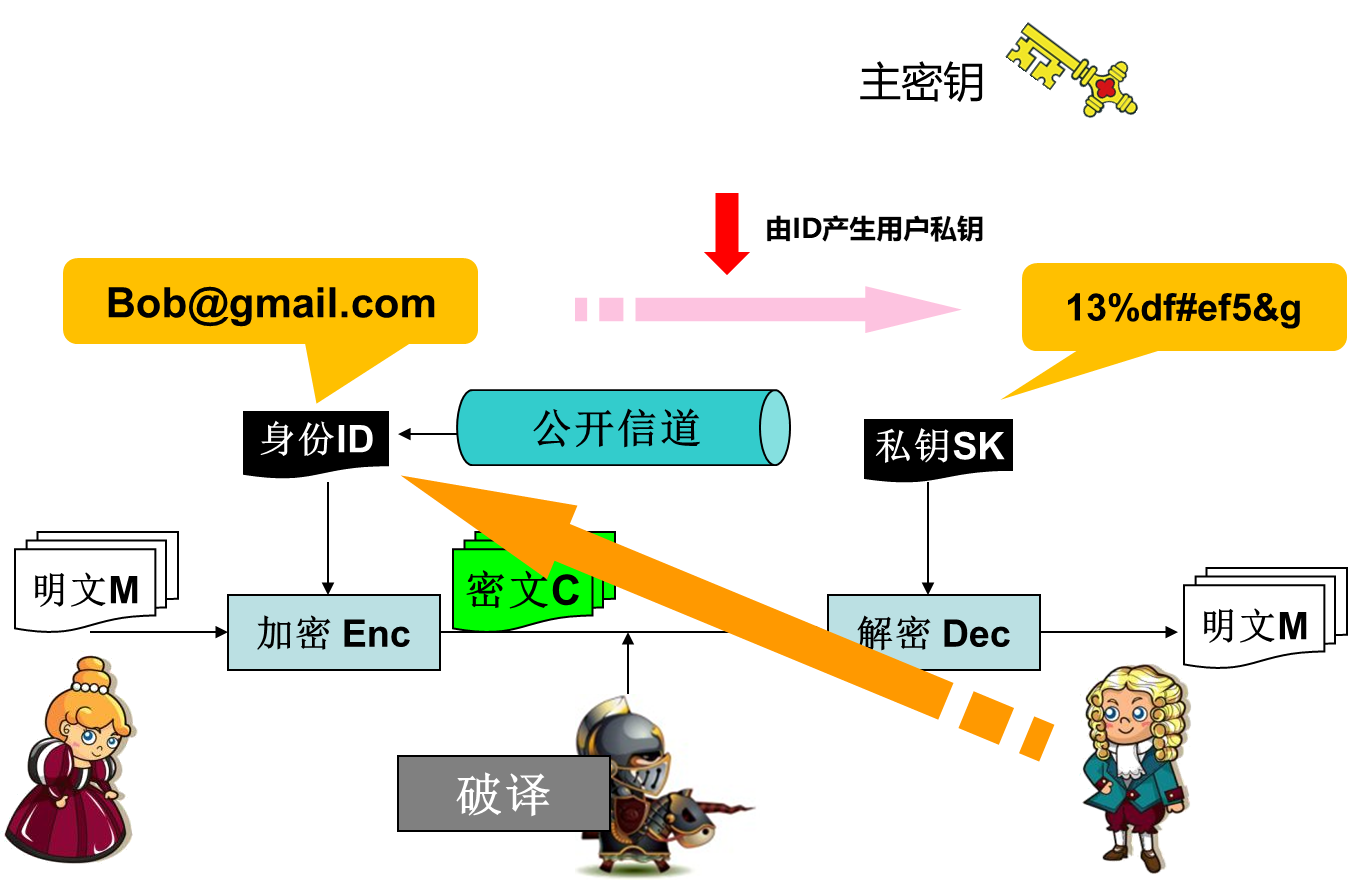 主密钥
由ID产生用户私钥
Bob@gmail.com
13%df#ef5&g
公开信道
身份ID
私钥SK
明文M
密文C
加密 Enc
解密 Dec
明文M
破译